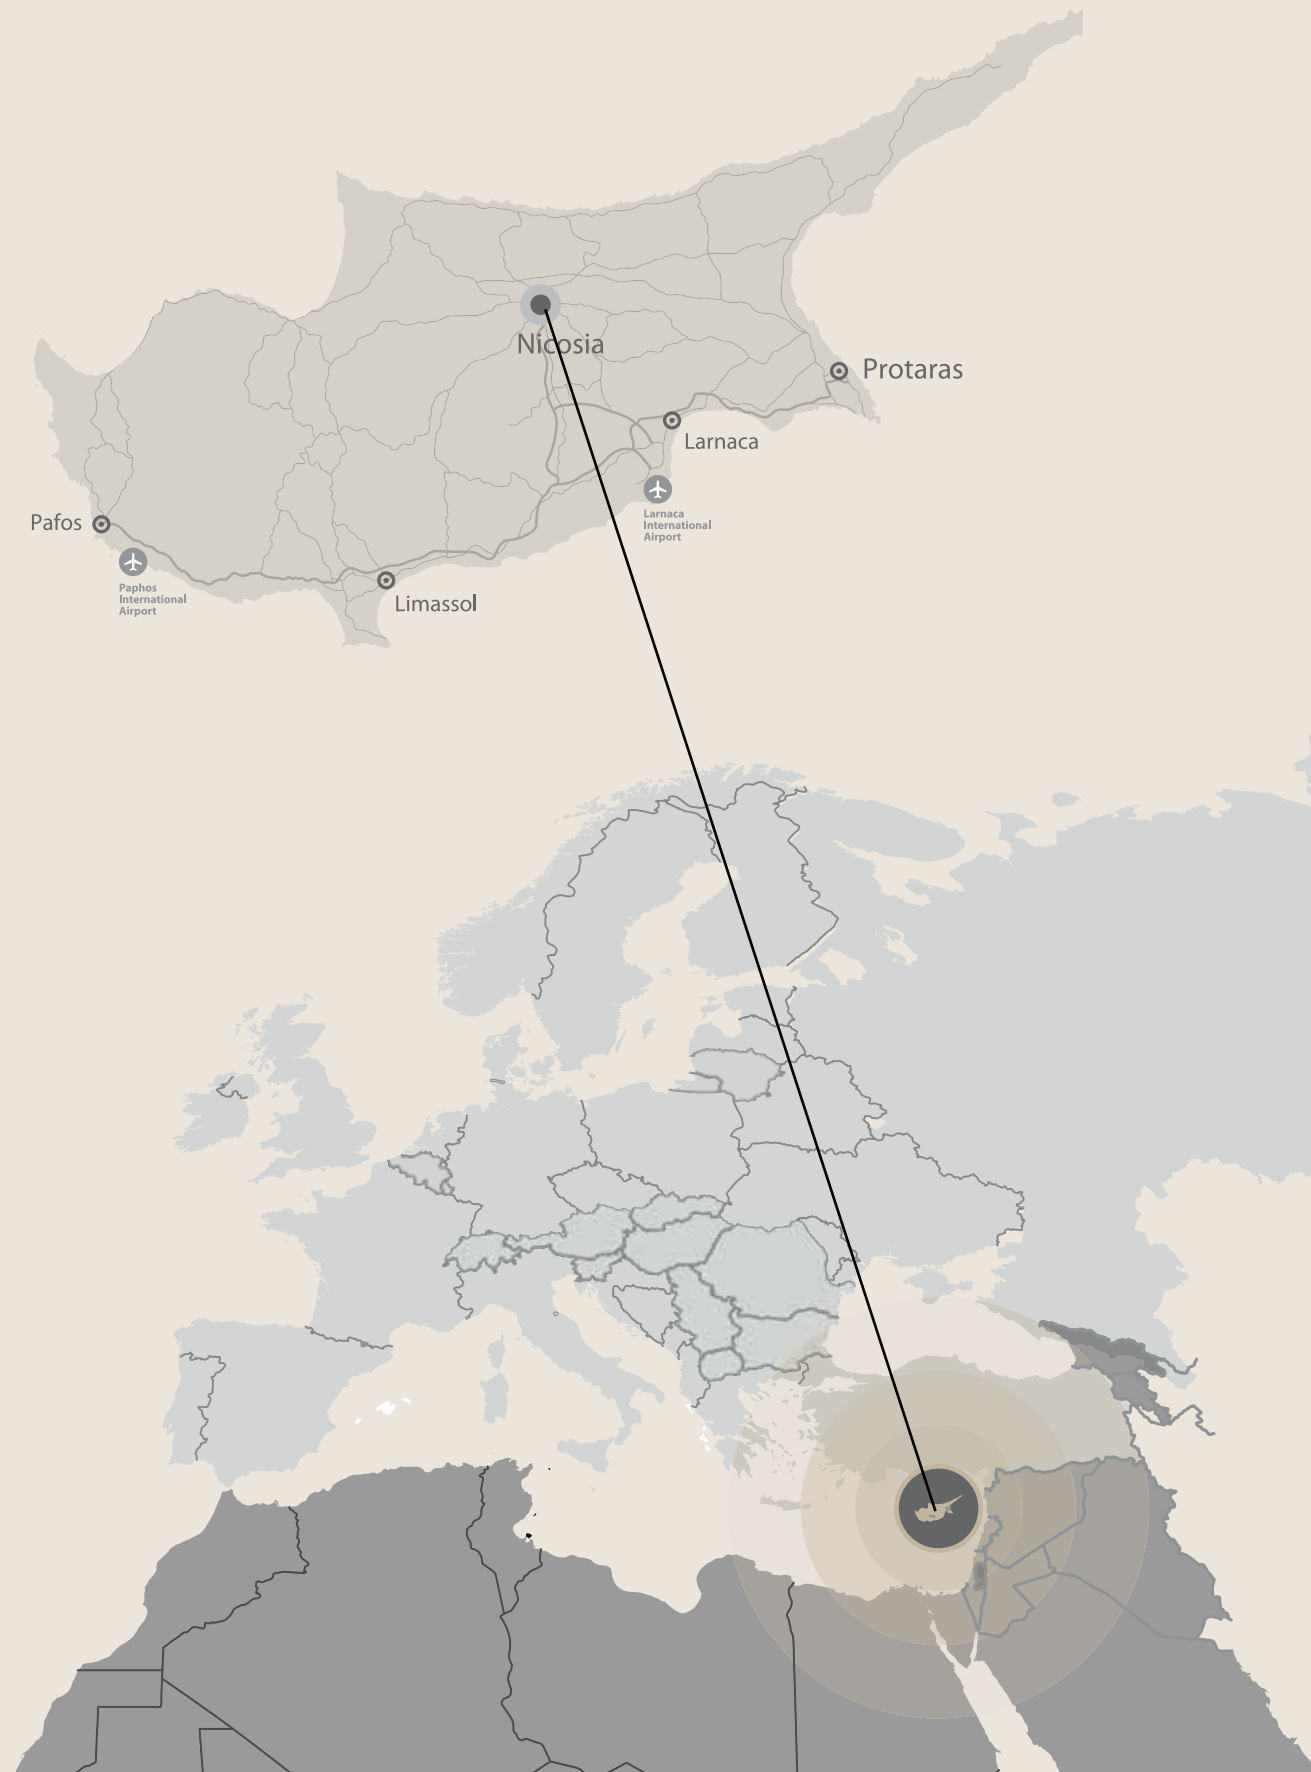 Nicosia
Protaras
Larnaca
Larnaca
International
Airport
Pafos
Paphos
International
Airport
Limassol